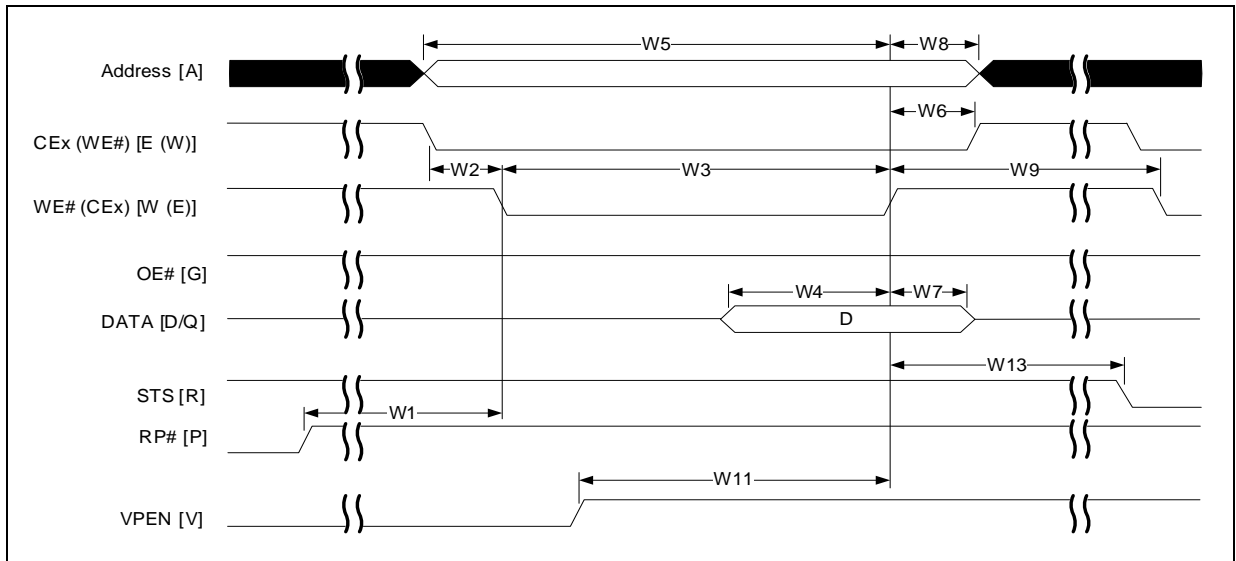 W5
W8
Address [A]
W6
CEx (WE#) [E (W)]
W2
W3
W9
WE# (CEx) [W (E)]
OE# [G]
W4
W7
DATA [D/Q]
D
W13
STS [R]
W1
RP# [P]
W11
VPEN [V]